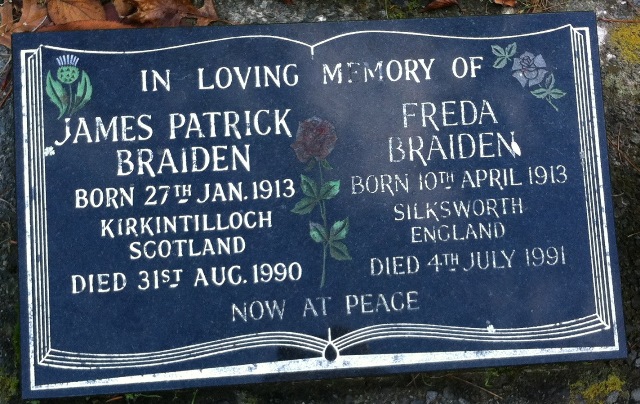 IN LOVING MEMORY OF
JAMES PATRICK
BRAIDEN
BORN 27TH JAN. 1913
KIRKINTILLOCH
SCOTLAND
DIED 31ST AUG. 1990
FREDA
BRAIDEN
BORN 10TH APRIL 1913
SILKSWORTH
ENGLAND
DIED 4TH JULY 1991
NOW AT PEACE